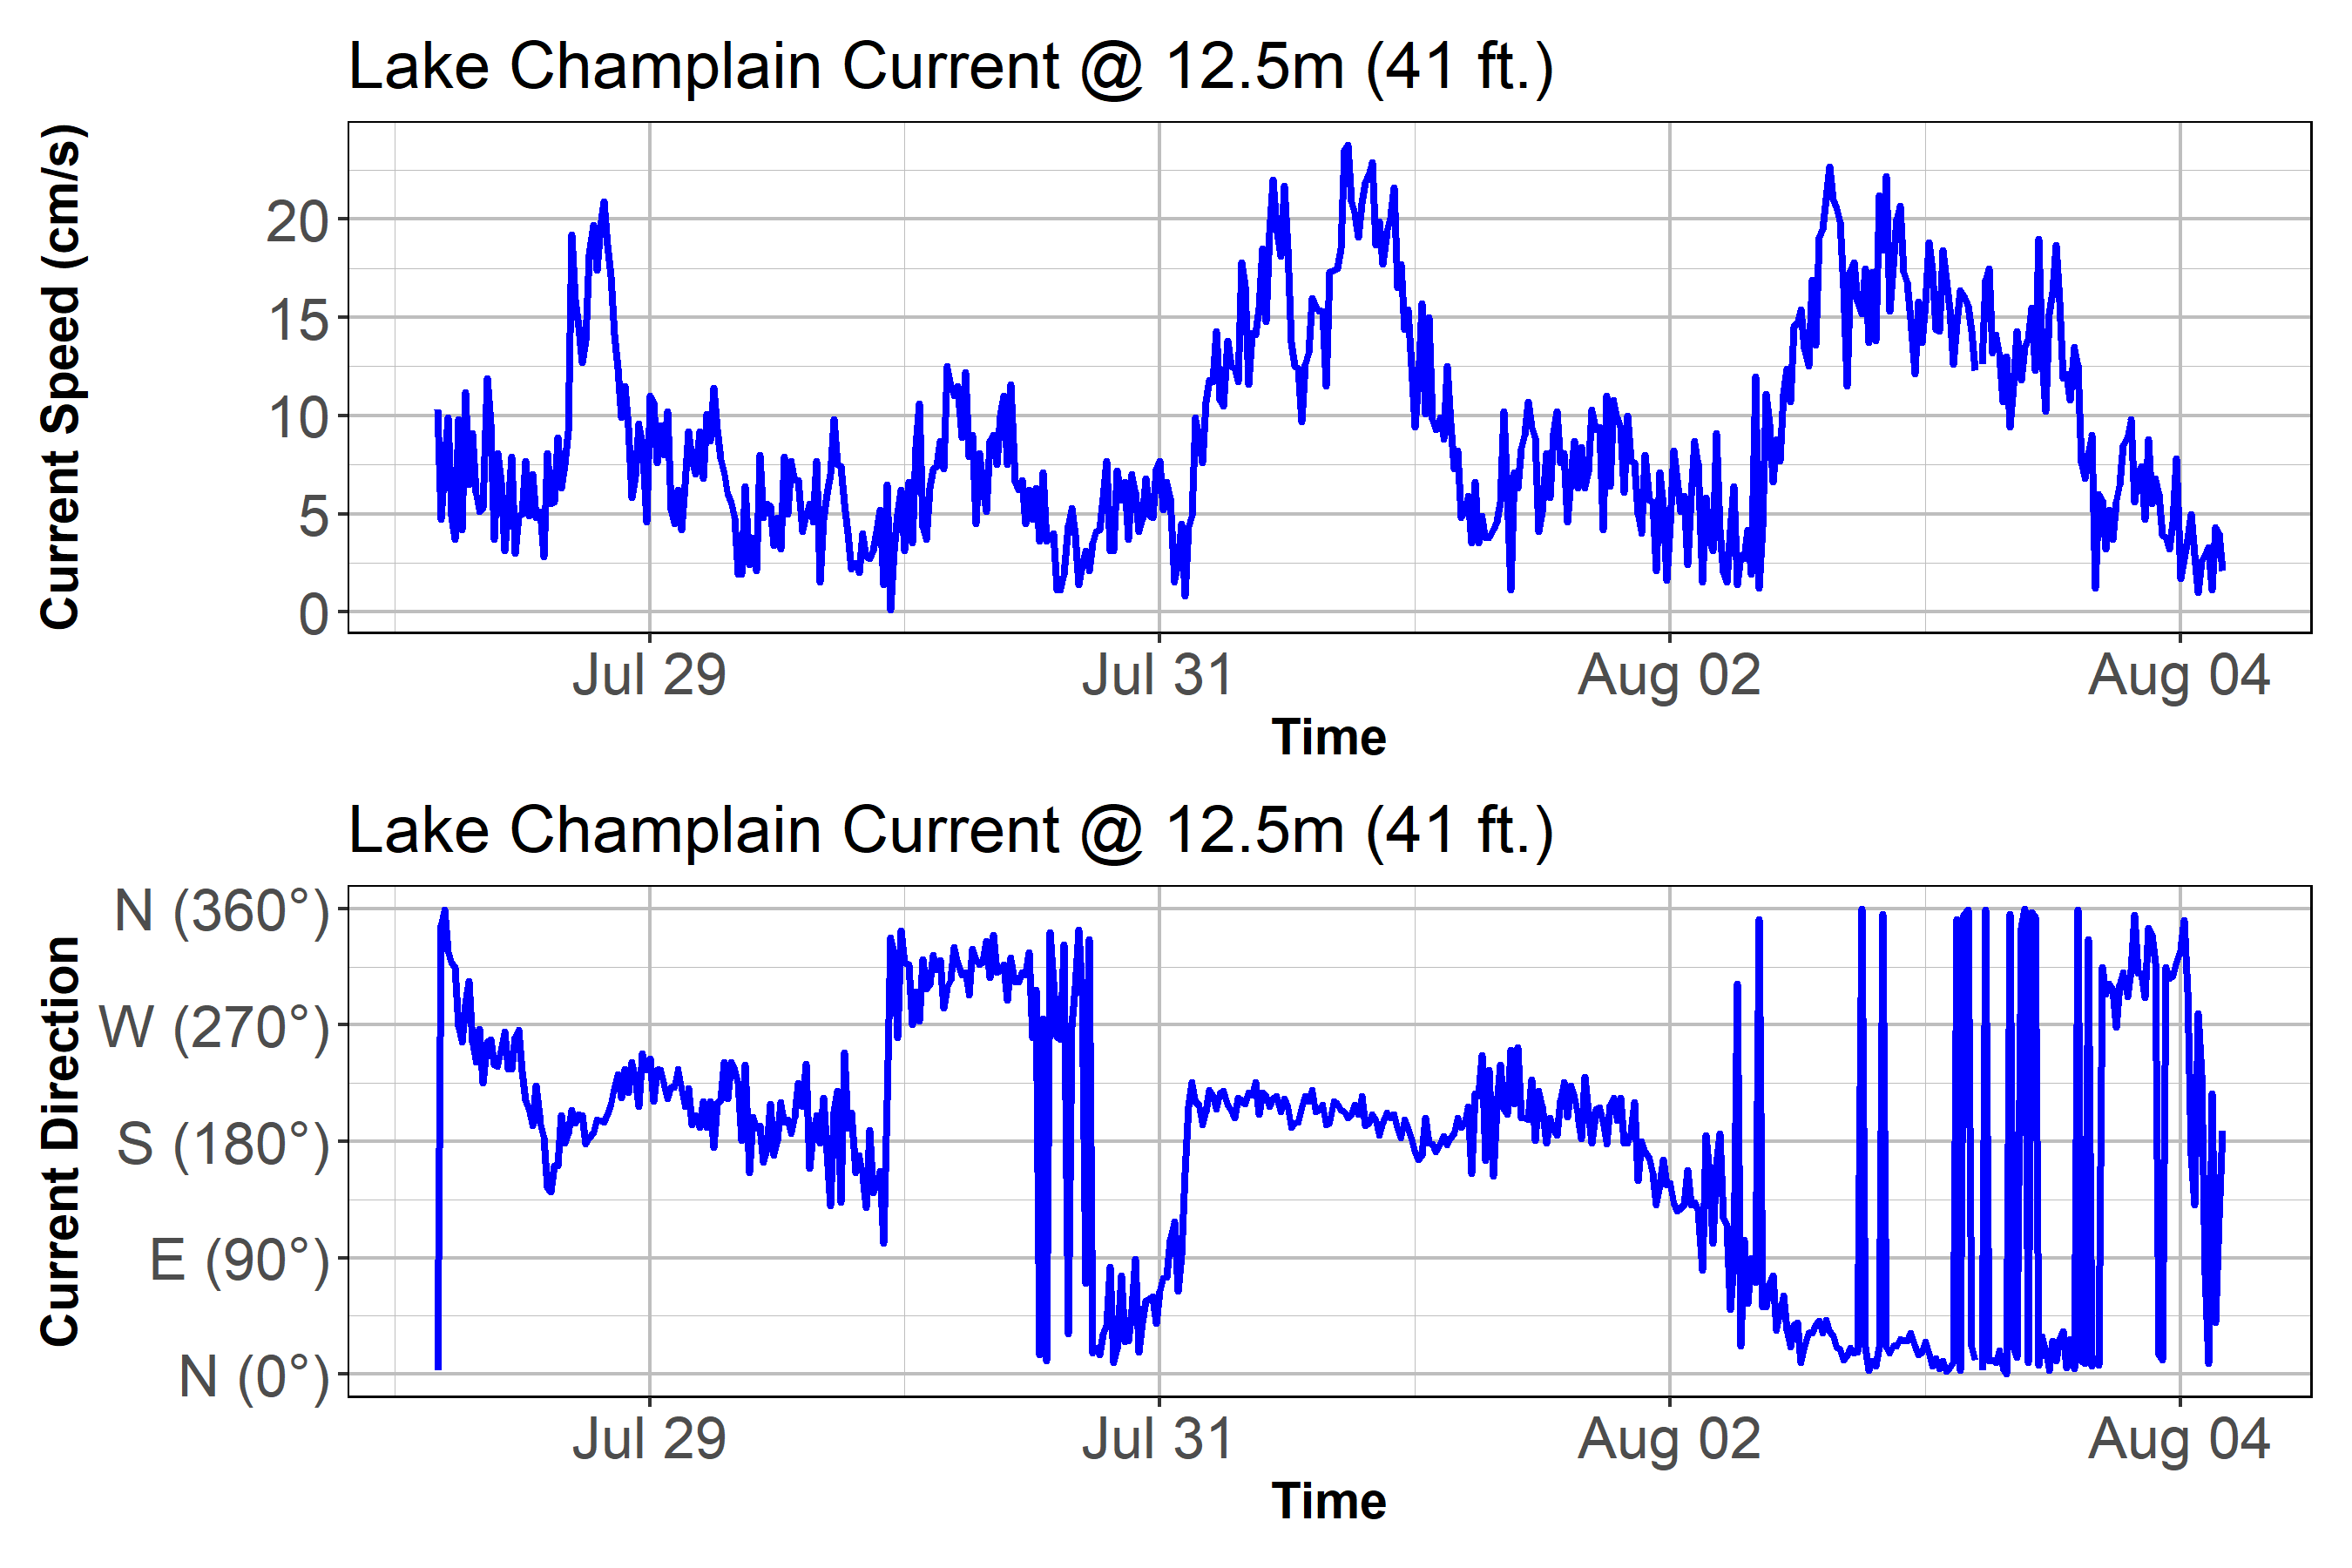 Lake Champlain Current @ 12.5m (41 ft.)
Current Speed (cm/s)
20
15
10
5
0
Jul 29 Jul 31 Aug 02 Aug 04
Time
Lake Champlain Current @ 12.5m (41 ft.)
Current Direction
N (360°)
W (270°)
S (180°)
E (90°)
N (0°)
Jul 29 Jul 31 Aug 02 Aug 04
Time